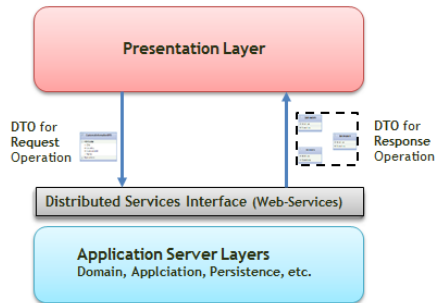 Presentation Layer
DTO for
Request
Operation
DTO for
Response
Operation
Distributed Services Interface (Web-Services)
Application Server Layers
Domain, Applciation, Persistence, etc.